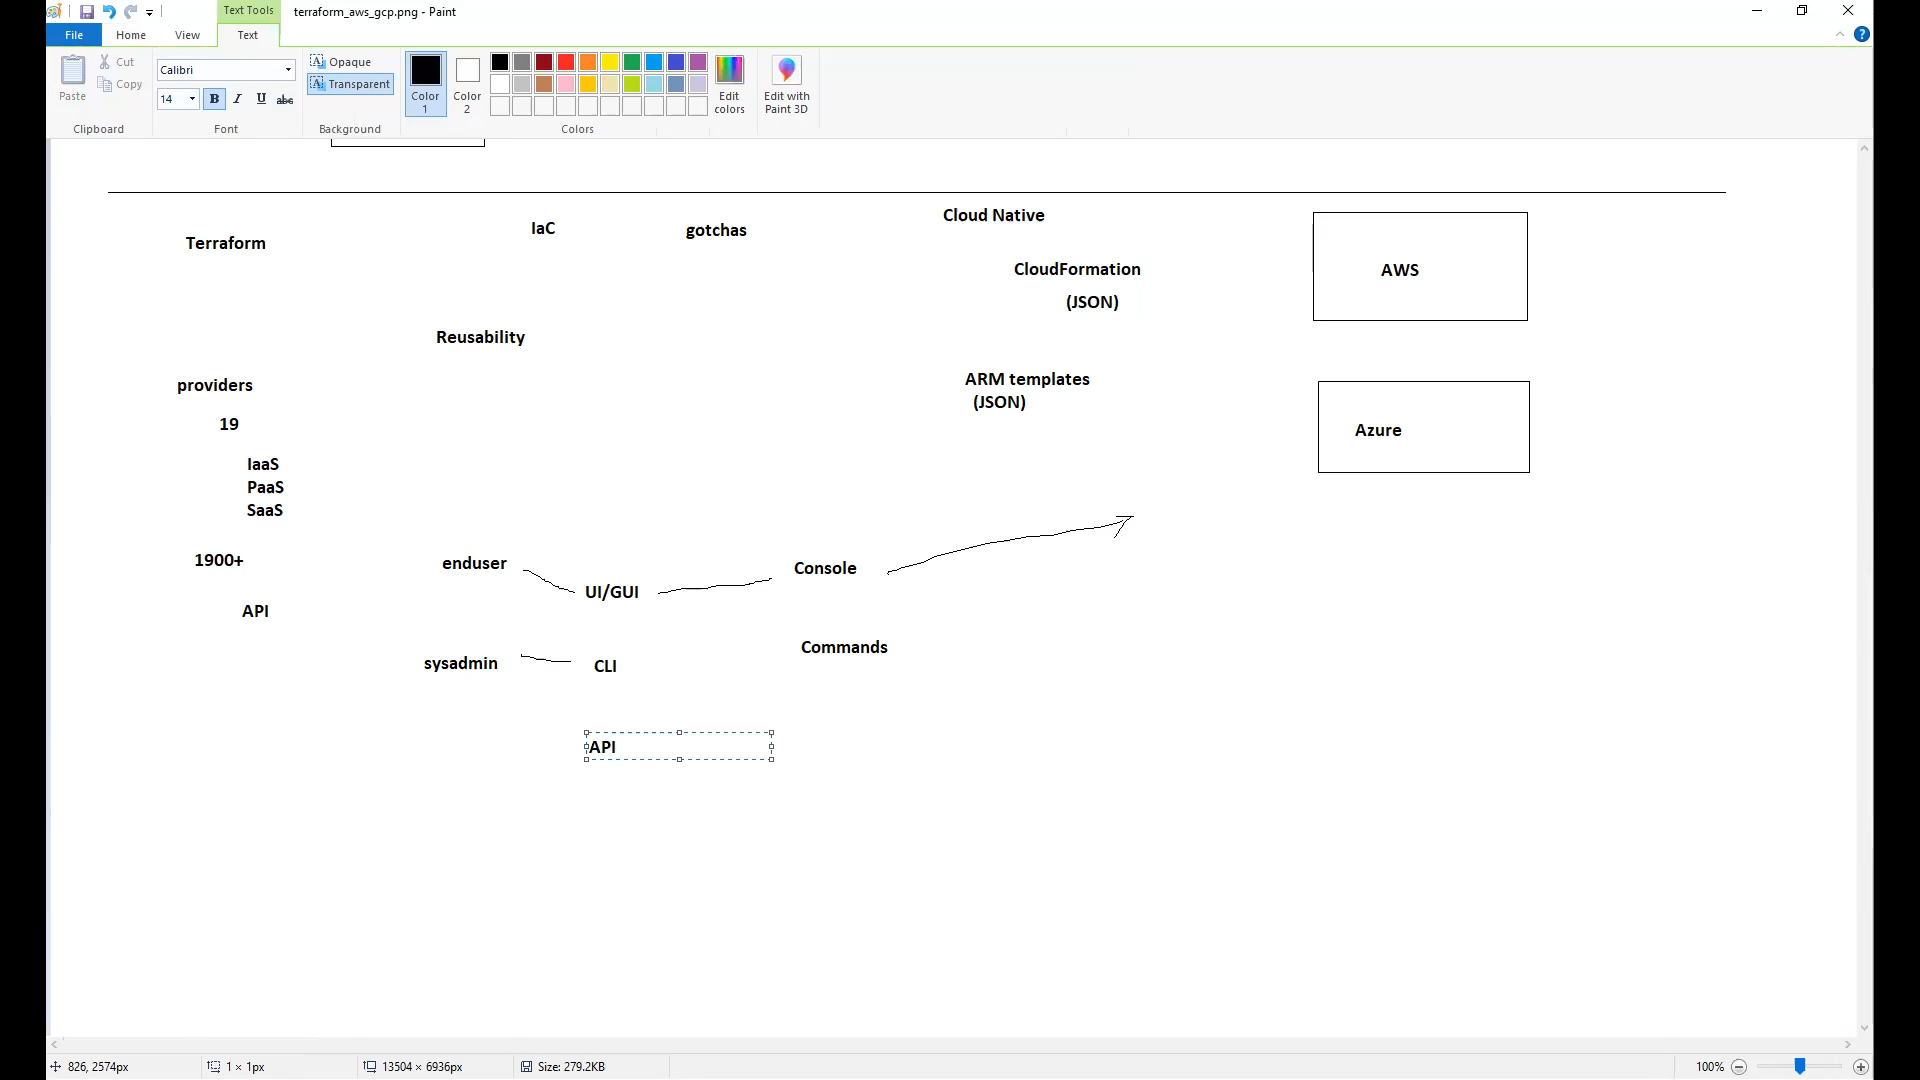 Text Tools
terraform_aws_gcp.png - Paint
File
Home
View
Text
Paste
Cut
Copy
Clipboard
Calibri
14
B
I
U
abc
Font
A Opaque
A Transparent
Background
Color 1
Color 2
Colors
Edit colors
Edit with Paint 3D
Terraform
IaC
gotchas
Cloud Native
CloudFormation
(JSON)
AWS
Reusability
providers
ARM templates
(JSON)
19
Azure
IaaS
PaaS
SaaS
1900+
enduser
UI/GUI
Console
API
sysadmin
CLI
Commands
API
826, 2574px
1 × 1px
13504 × 6936px
Size: 279.2KB
100%